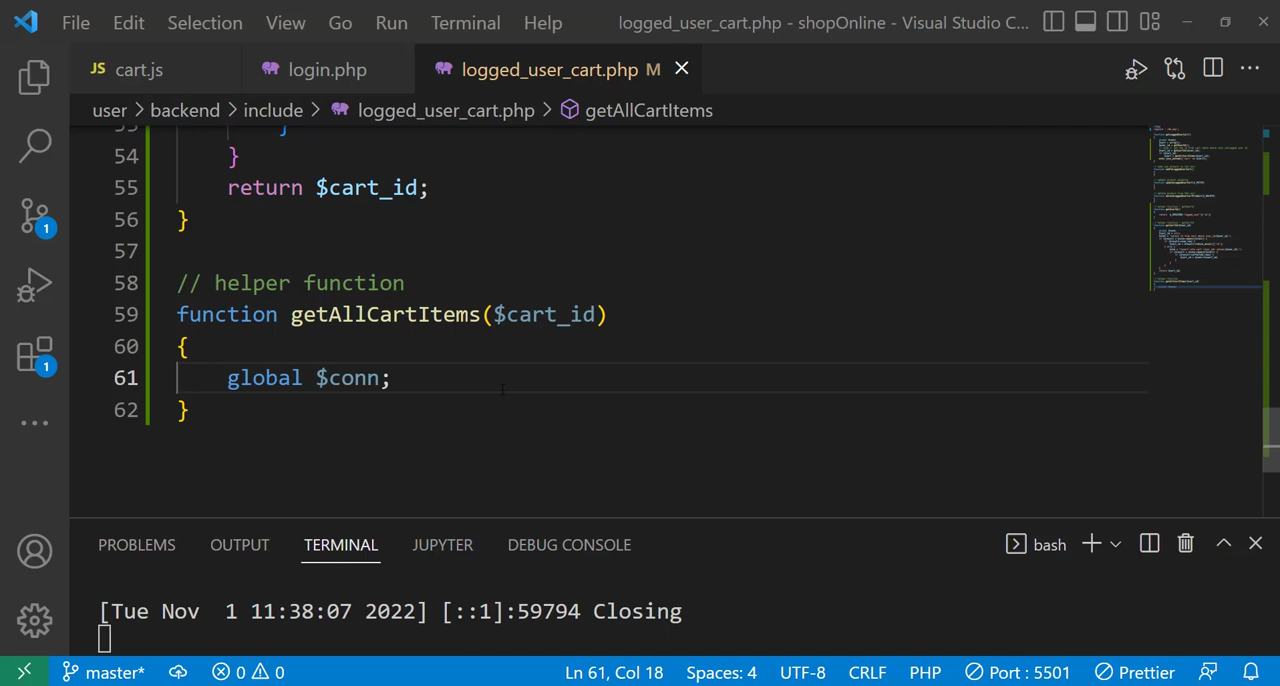 File Edit Selection View Go Run Terminal Help logged_user_cart.php - shopOnline - Visual Studio C...
JS cart.js login.php logged_user_cart.php M
user > backend > include > logged_user_cart.php > getAllCartItems
53 }
54 }
55 return $cart_id;
56 }
57
58 // helper function
59 function getAllCartItems($cart_id)
60 {
61 global $conn;
62 }
1
1
PROBLEMS OUTPUT TERMINAL JUPYTER DEBUG CONSOLE bash
[Tue Nov  1 11:38:07 2022] [::1]:59794 Closing
master* 0 0 Ln 61, Col 18 Spaces: 4 UTF-8 CRLF PHP Port : 5501 Prettier